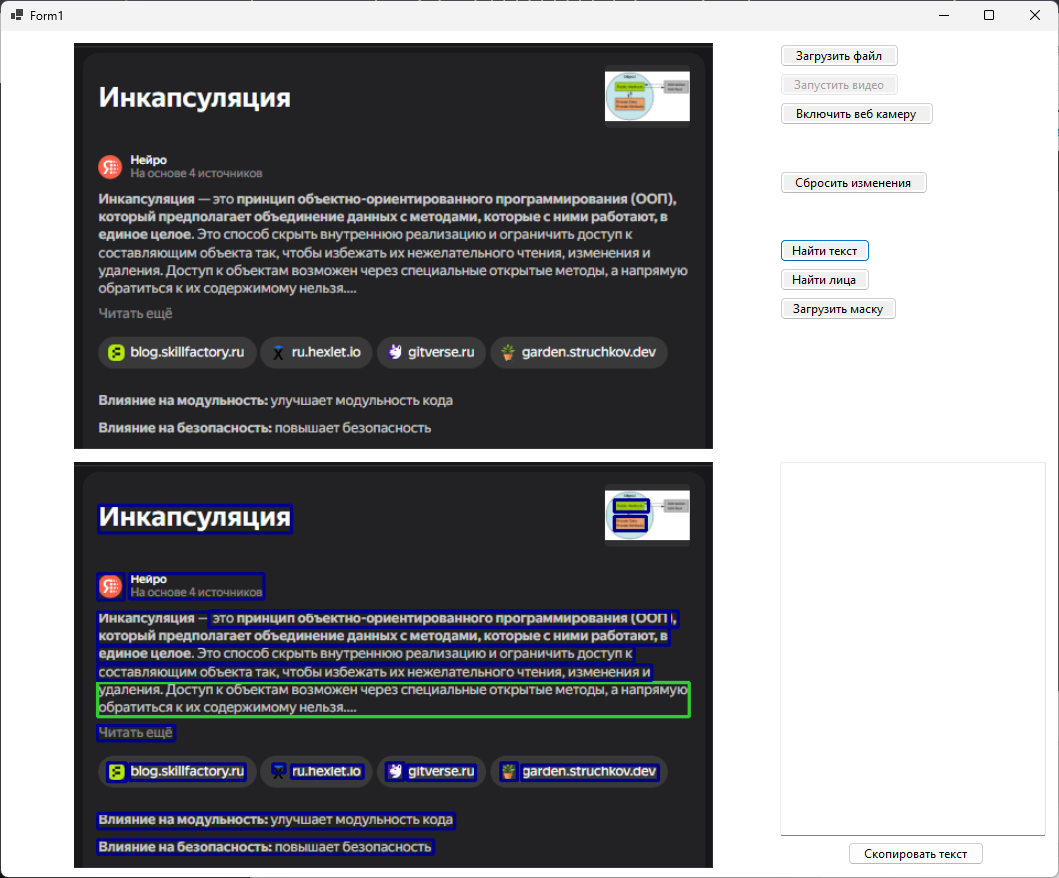 Form1
Инкапсуляция
Нейро
На основе 4 источников
Инкапсуляция — это принцип объектно-ориентированного программирования (ООП),
который предполагает объединение данных с методами, которые с ними работают, в
единое целое. Это способ скрыть внутреннюю реализацию и ограничить доступ к
составляющим объекта так, чтобы избежать их нежелательного чтения, изменения и
удаления. Доступ к объектам возможен через специальные открытые методы, а напрямую
обратиться к их содержимому нельзя....
Читать ещё
blog.skillfactory.ru ru.hexlet.io gitverse.ru garden.struchkov.dev
Влияние на модульность: улучшает модульность кода
Влияние на безопасность: повышает безопасность
Загрузить файл
Запустить видео
Включить веб камеру
Сбросить изменения
Найти текст
Найти лица
Загрузить маску
Инкапсуляция
Нейро
На основе 4 источников
Инкапсуляция — это принцип объектно-ориентированного программирования (ООП),
который предполагает объединение данных с методами, которые с ними работают, в
единое целое. Это способ скрыть внутреннюю реализацию и ограничить доступ к
составляющим объекта так, чтобы избежать их нежелательного чтения, изменения и
удаления. Доступ к объектам возможен через специальные открытые методы, а напрямую
обратиться к их содержимому нельзя....
Читать ещё
blog.skillfactory.ru ru.hexlet.io gitverse.ru garden.struchkov.dev
Влияние на модульность: улучшает модульность кода
Влияние на безопасность: повышает безопасность
Скопировать текст